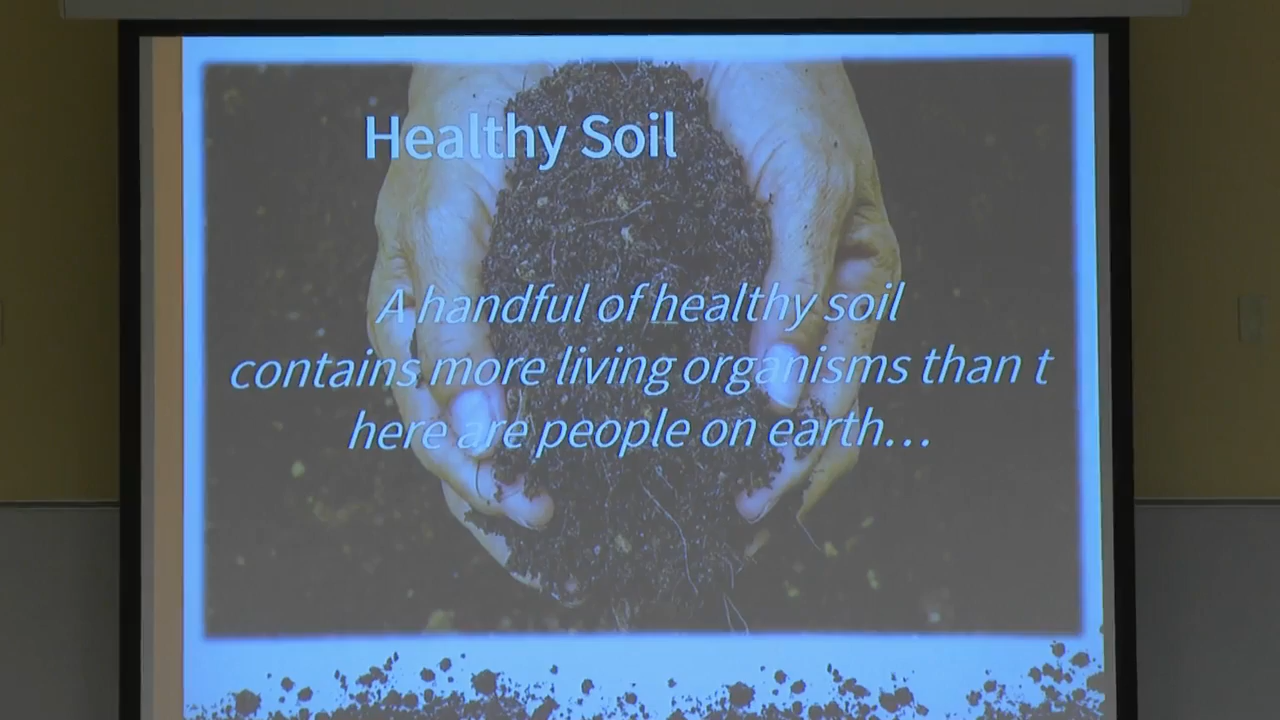 Healthy Soil
A handful of healthy soil
contains more living organisms than t
here are people on earth...